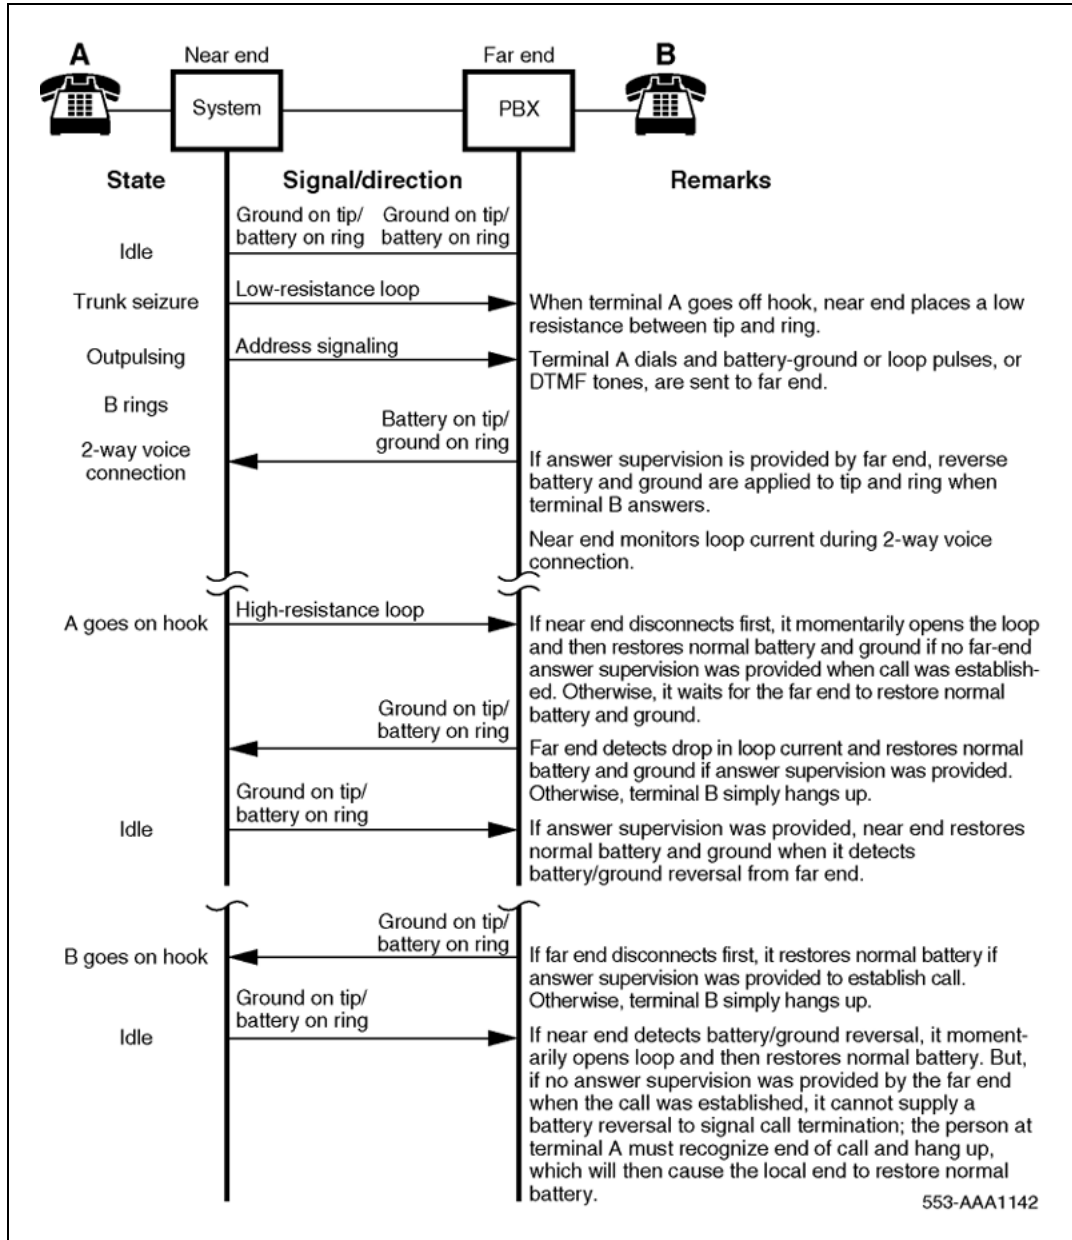 A
Near end
Far end
B
System
PBX
State
Signal/direction
Remarks
Ground on tip/
battery on ring
Ground on tip/
battery on ring
Idle
Trunk seizure
Low-resistance loop
When terminal A goes off hook, near end places a low
resistance between tip and ring.
Outpulsing
Address signaling
Terminal A dials and battery-ground or loop pulses, or
DTMF tones, are sent to far end.
B rings
Battery on tip/
ground on ring
2-way voice
connection
If answer supervision is provided by far end, reverse
battery and ground are applied to tip and ring when
terminal B answers.
Near end monitors loop current during 2-way voice
connection.
A goes on hook
High-resistance loop
If near end disconnects first, it momentarily opens the loop
and then restores normal battery and ground if no far-end
answer supervision was provided when call was establish-
ed. Otherwise, it waits for the far end to restore normal
battery and ground.
Ground on tip/
battery on ring
Far end detects drop in loop current and restores normal
battery and ground if answer supervision was provided.
Otherwise, terminal B simply hangs up.
Ground on tip/
battery on ring
Idle
If answer supervision was provided, near end restores
normal battery and ground when it detects
battery/ground reversal from far end.
Ground on tip/
battery on ring
B goes on hook
If far end disconnects first, it restores normal battery if
answer supervision was provided to establish call.
Otherwise, terminal B simply hangs up.
Ground on tip/
battery on ring
Idle
If near end detects battery/ground reversal, it moment-
arily opens loop and then restores normal battery. But,
if no answer supervision was provided by the far end
when the call was established, it cannot supply a
battery reversal to signal call termination; the person at
terminal A must recognize end of call and hang up,
which will then cause the local end to restore normal
battery.
553-AAA1142